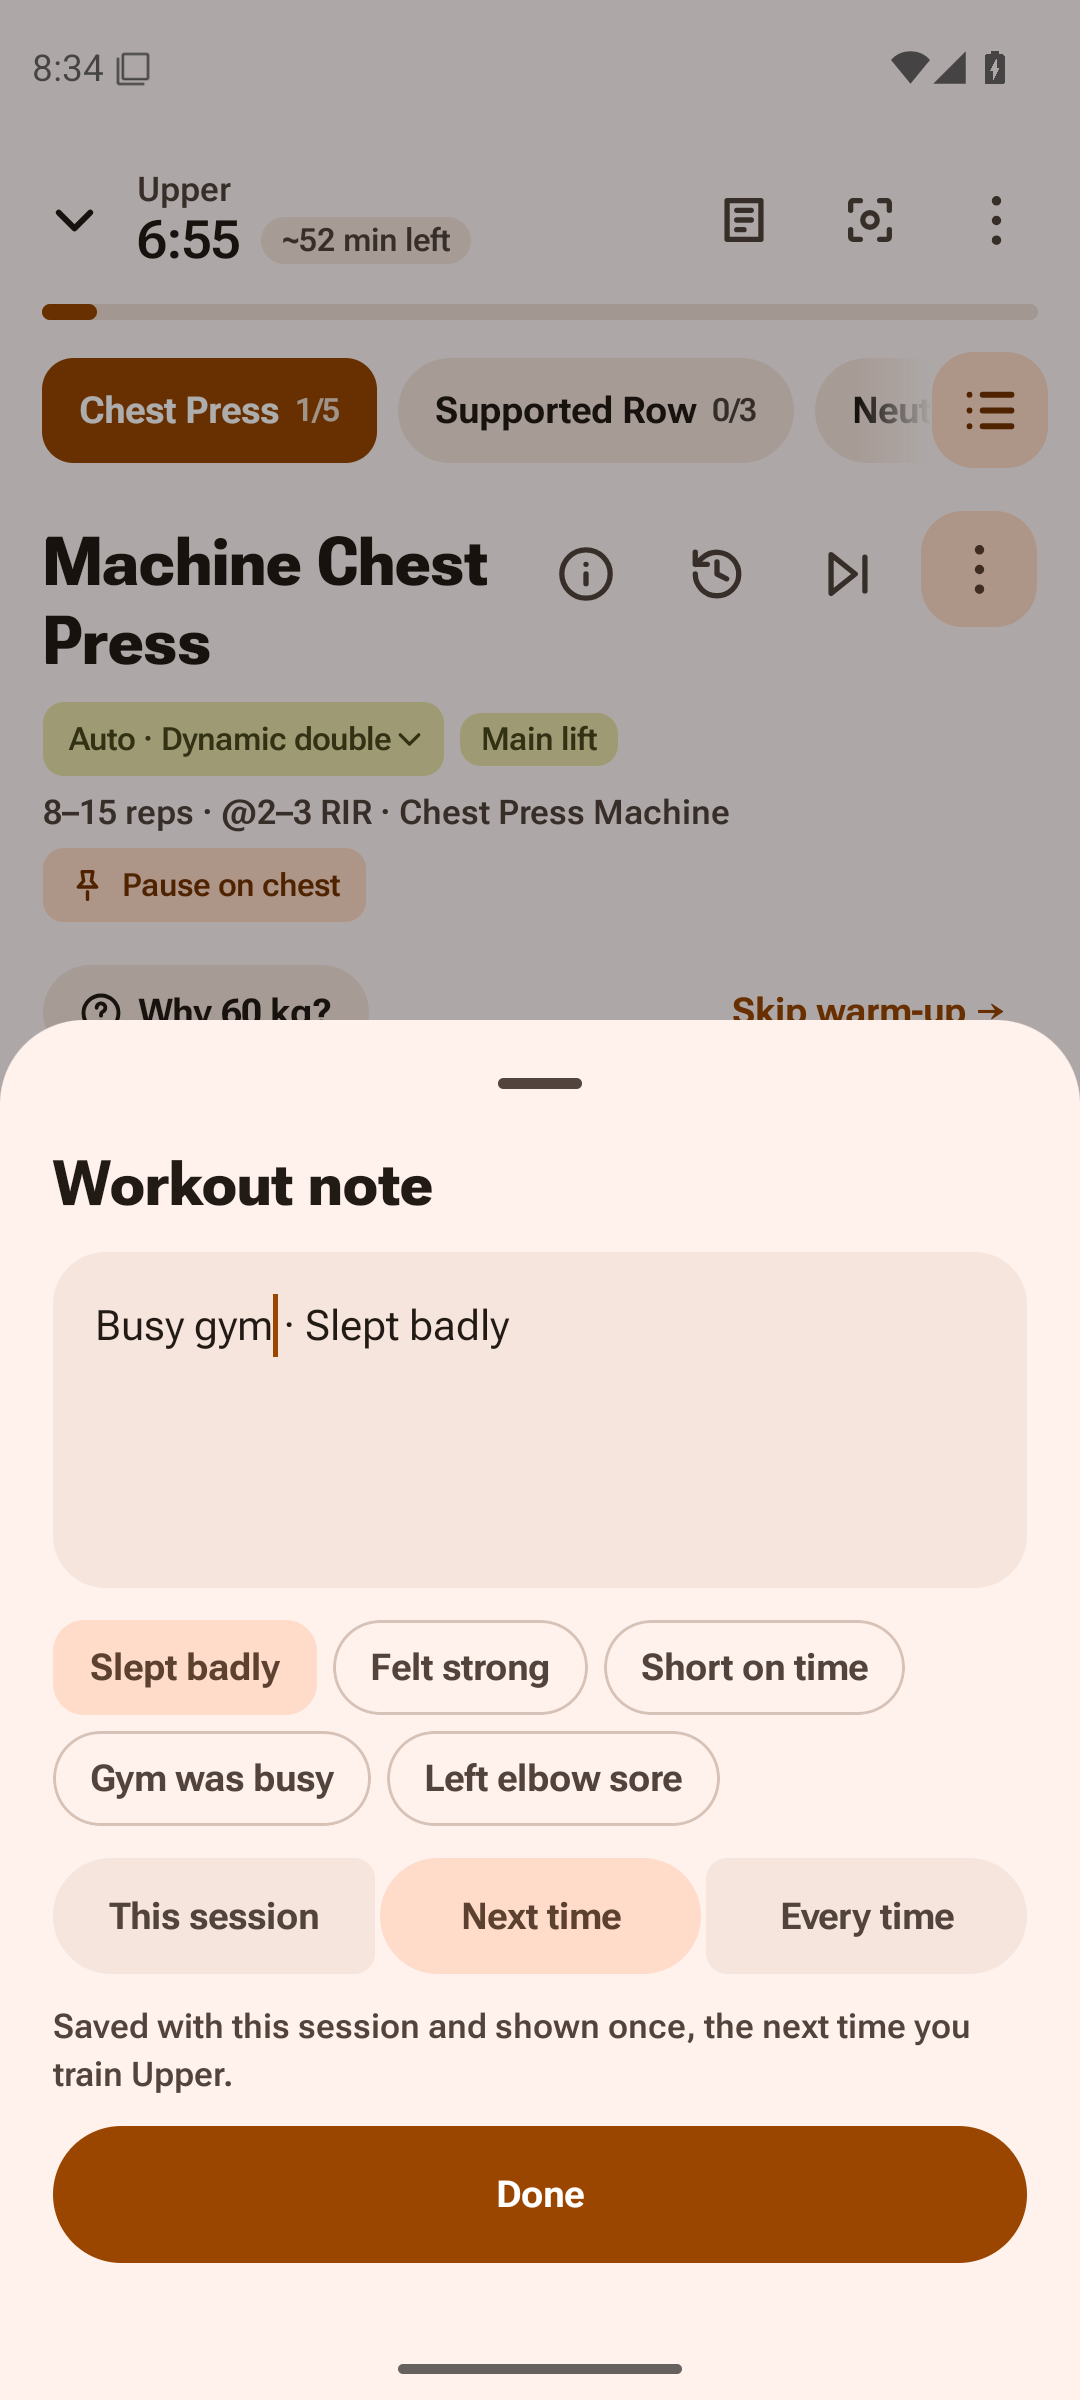 8:34
Upper
6:55 ~52 min left
Chest Press 1/5 Supported Row 0/3 Neut
Machine Chest
Press
Auto · Dynamic double Main lift
8–15 reps · @2–3 RIR · Chest Press Machine
Pause on chest
Why 60 kg? Skip warm-up →
Workout note
Busy gym · Slept badly
Slept badly Felt strong Short on time
Gym was busy Left elbow sore
This session Next time Every time
Saved with this session and shown once, the next time you
train Upper.
Done